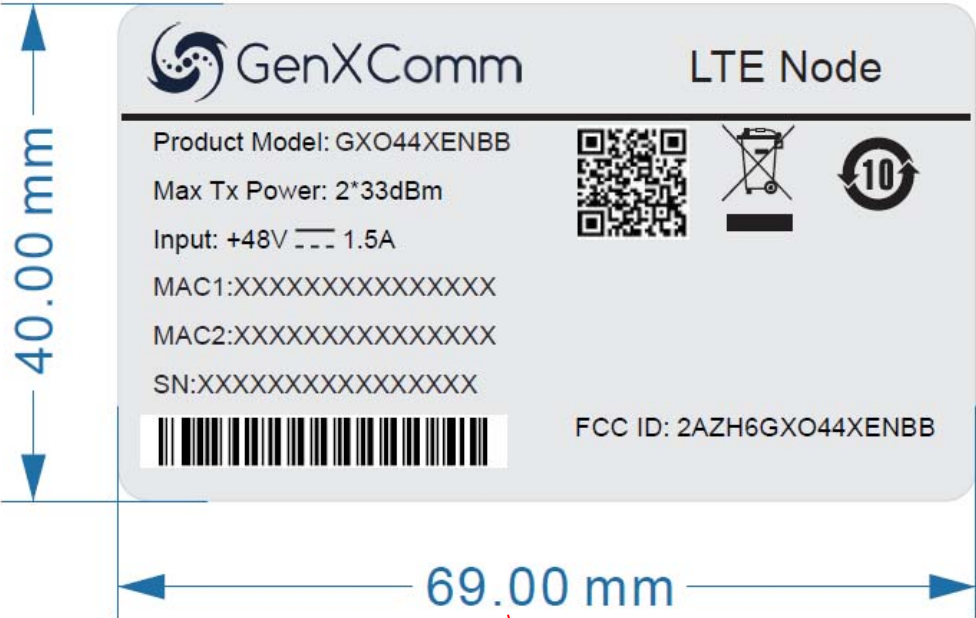 GenXComm
LTE Node
Product Model: GXO44XENBB
Max Tx Power: 2*33dBm
Input: +48V 1.5A
MAC1:XXXXXXXXXXXXXXX
MAC2:XXXXXXXXXXXXXXX
SN:XXXXXXXXXXXXXXXX
10
FCC ID: 2AZH6GXO44XENBB
40.00 mm
69.00 mm